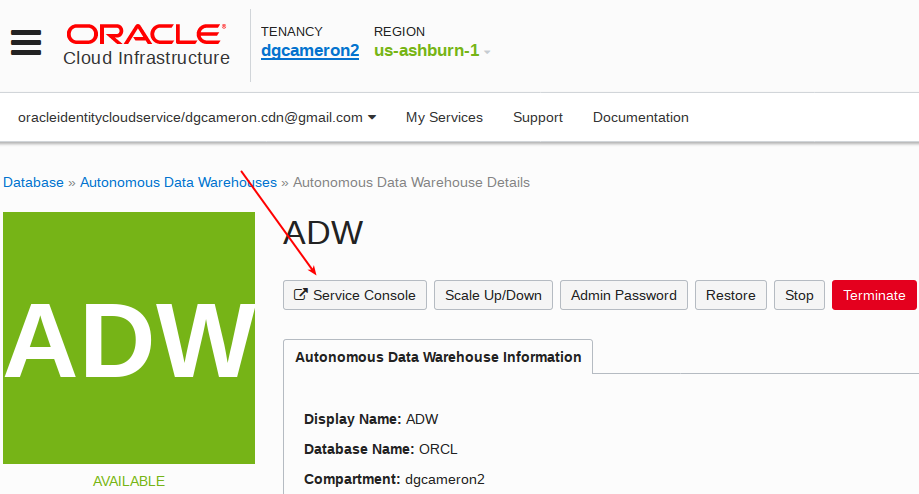 ORACLE®
Cloud Infrastructure
TENANCY
dgcameron2
REGION
us-ashburn-1
oracleidentitycloudservice/dgcameron.cdn@gmail.com My Services Support Documentation
Database » Autonomous Data Warehouses » Autonomous Data Warehouse Details
ADW
AVAILABLE
ADW
Service Console Scale Up/Down Admin Password Restore Stop Terminate
Autonomous Data Warehouse Information
Display Name: ADW
Database Name: ORCL
Compartment: dgcameron2